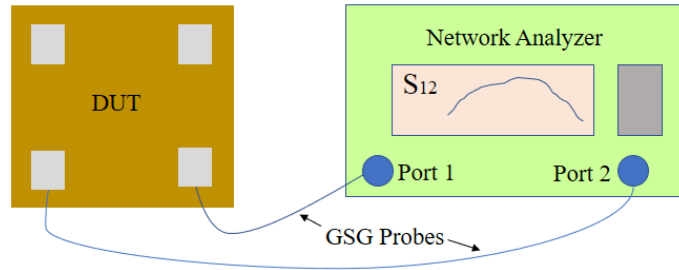 Network Analyzer
S12
DUT
Port 1
Port 2
GSG Probes